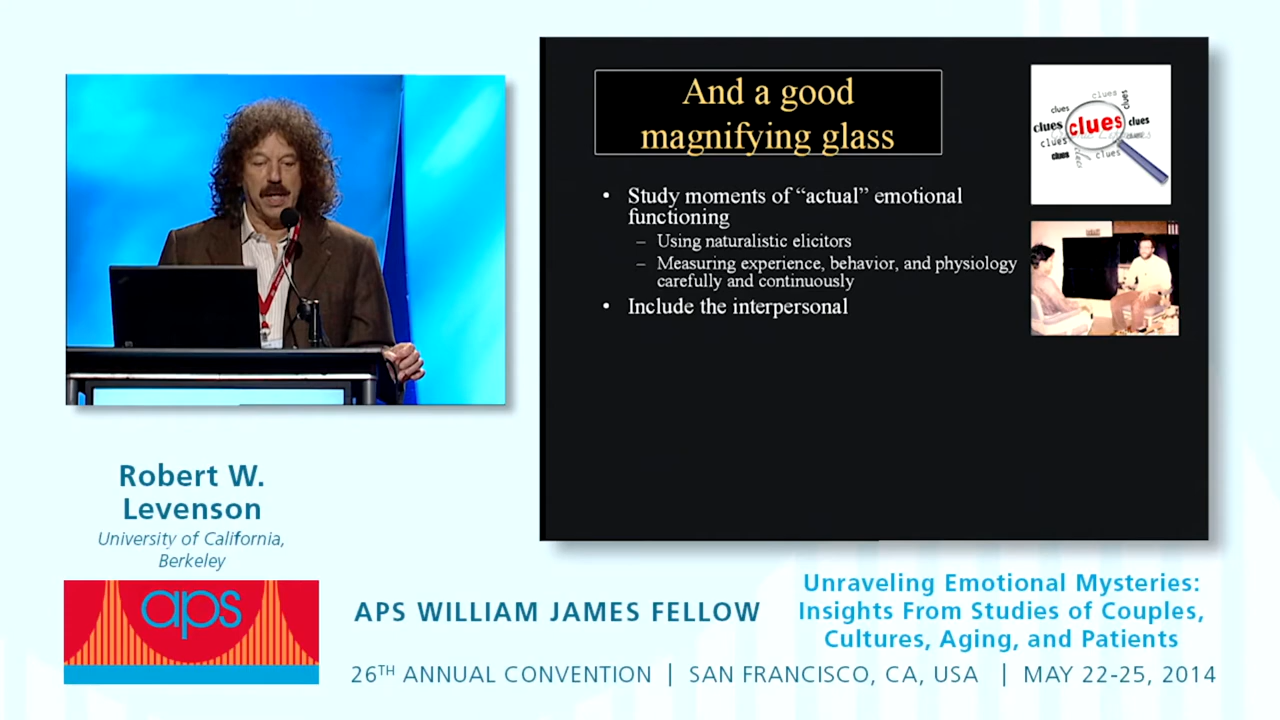 And a good
magnifying glass
• Study moments of “actual” emotional
functioning
– Using naturalistic elicitors
– Measuring experience, behavior, and physiology
carefully and continuously
• Include the interpersonal
clues
clues
clues
clues
clues
clues
clues
clues
clues
Robert W.
Levenson
University of California,
Berkeley
aps
APS WILLIAM JAMES FELLOW
Unraveling Emotional Mysteries:
Insights From Studies of Couples,
Cultures, Aging, and Patients
26TH ANNUAL CONVENTION | SAN FRANCISCO, CA, USA | MAY 22-25, 2014